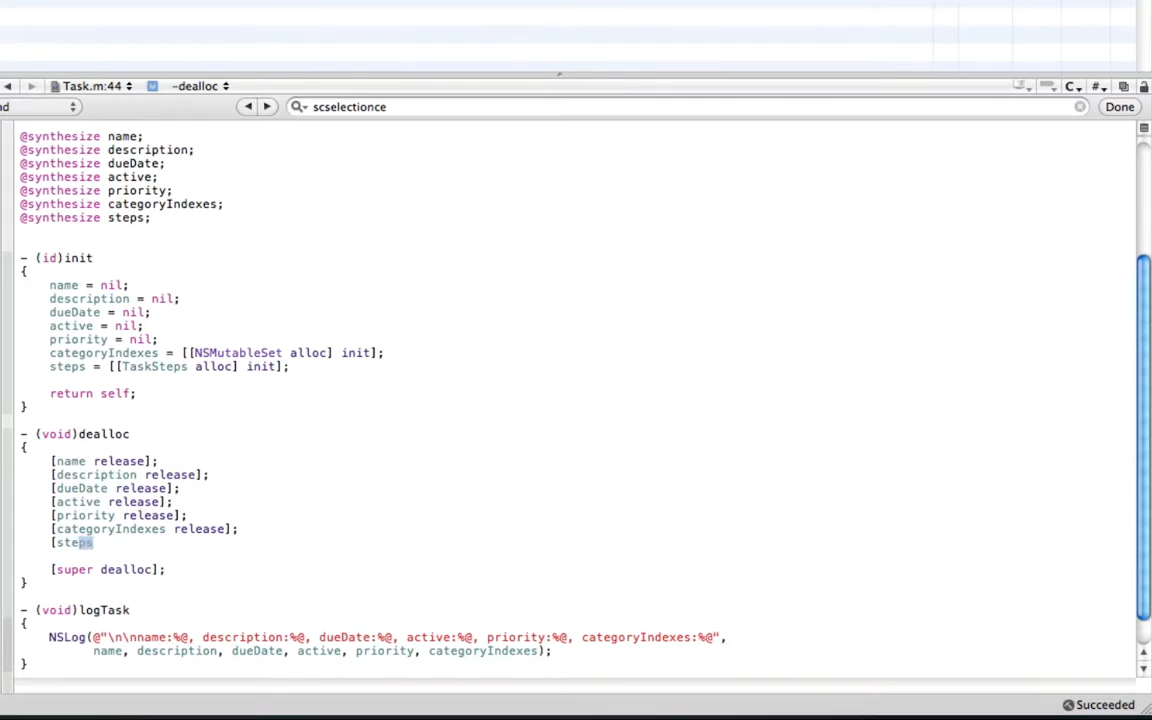 Task.m:44 M -dealloc C #
nd scselectionce Done
@synthesize name;
@synthesize description;
@synthesize dueDate;
@synthesize active;
@synthesize priority;
@synthesize categoryIndexes;
@synthesize steps;
- (id)init
{
name = nil;
description = nil;
dueDate = nil;
active = nil;
priority = nil;
categoryIndexes = [[NSMutableSet alloc] init];
steps = [[TaskSteps alloc] init];
return self;
}
- (void)dealloc
{
[name release];
[description release];
[dueDate release];
[active release];
[priority release];
[categoryIndexes release];
[steps
[super dealloc];
}
- (void)logTask
{
NSLog(@"\n\nname:%@, description:%@, dueDate:%@, active:%@, priority:%@, categoryIndexes:%@",
name, description, dueDate, active, priority, categoryIndexes);
}
Succeeded